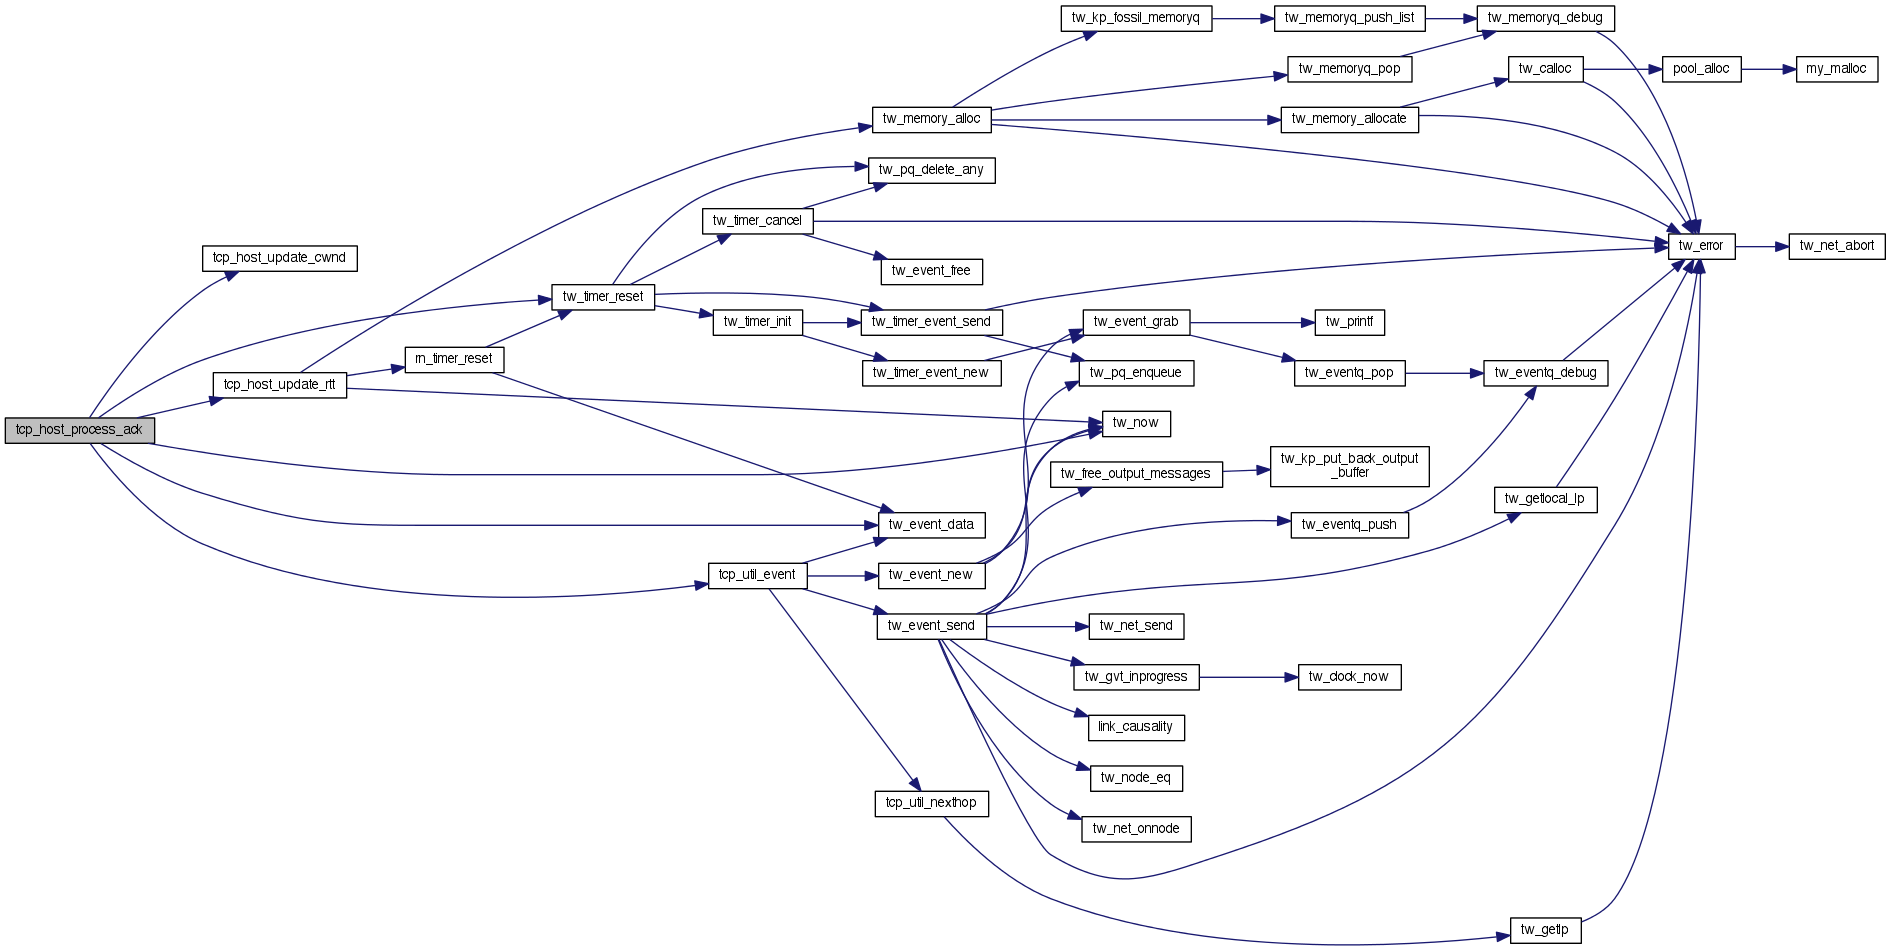 tw_kp_fossil_memoryq
tw_memoryq_push_list
tw_memoryq_debug
tw_memoryq_pop
tw_calloc
pool_alloc
my_malloc
tw_memory_alloc
tw_memory_allocate
tw_pq_delete_any
tw_timer_cancel
tcp_host_update_cwnd
tw_error
tw_net_abort
tw_event_free
tw_timer_reset
tw_timer_init
tw_timer_event_send
tw_event_grab
tw_printf
rn_timer_reset
tw_timer_event_new
tw_pq_enqueue
tw_eventq_pop
tw_eventq_debug
tcp_host_update_rtt
tcp_host_process_ack
tw_now
tw_free_output_messages
tw_kp_put_back_output
_buffer
tw_getlocal_lp
tw_event_data
tw_eventq_push
tcp_util_event
tw_event_new
tw_event_send
tw_net_send
tw_gvt_inprogress
tw_clock_now
link_causality
tw_node_eq
tcp_util_nexthop
tw_net_onnode
tw_getlp